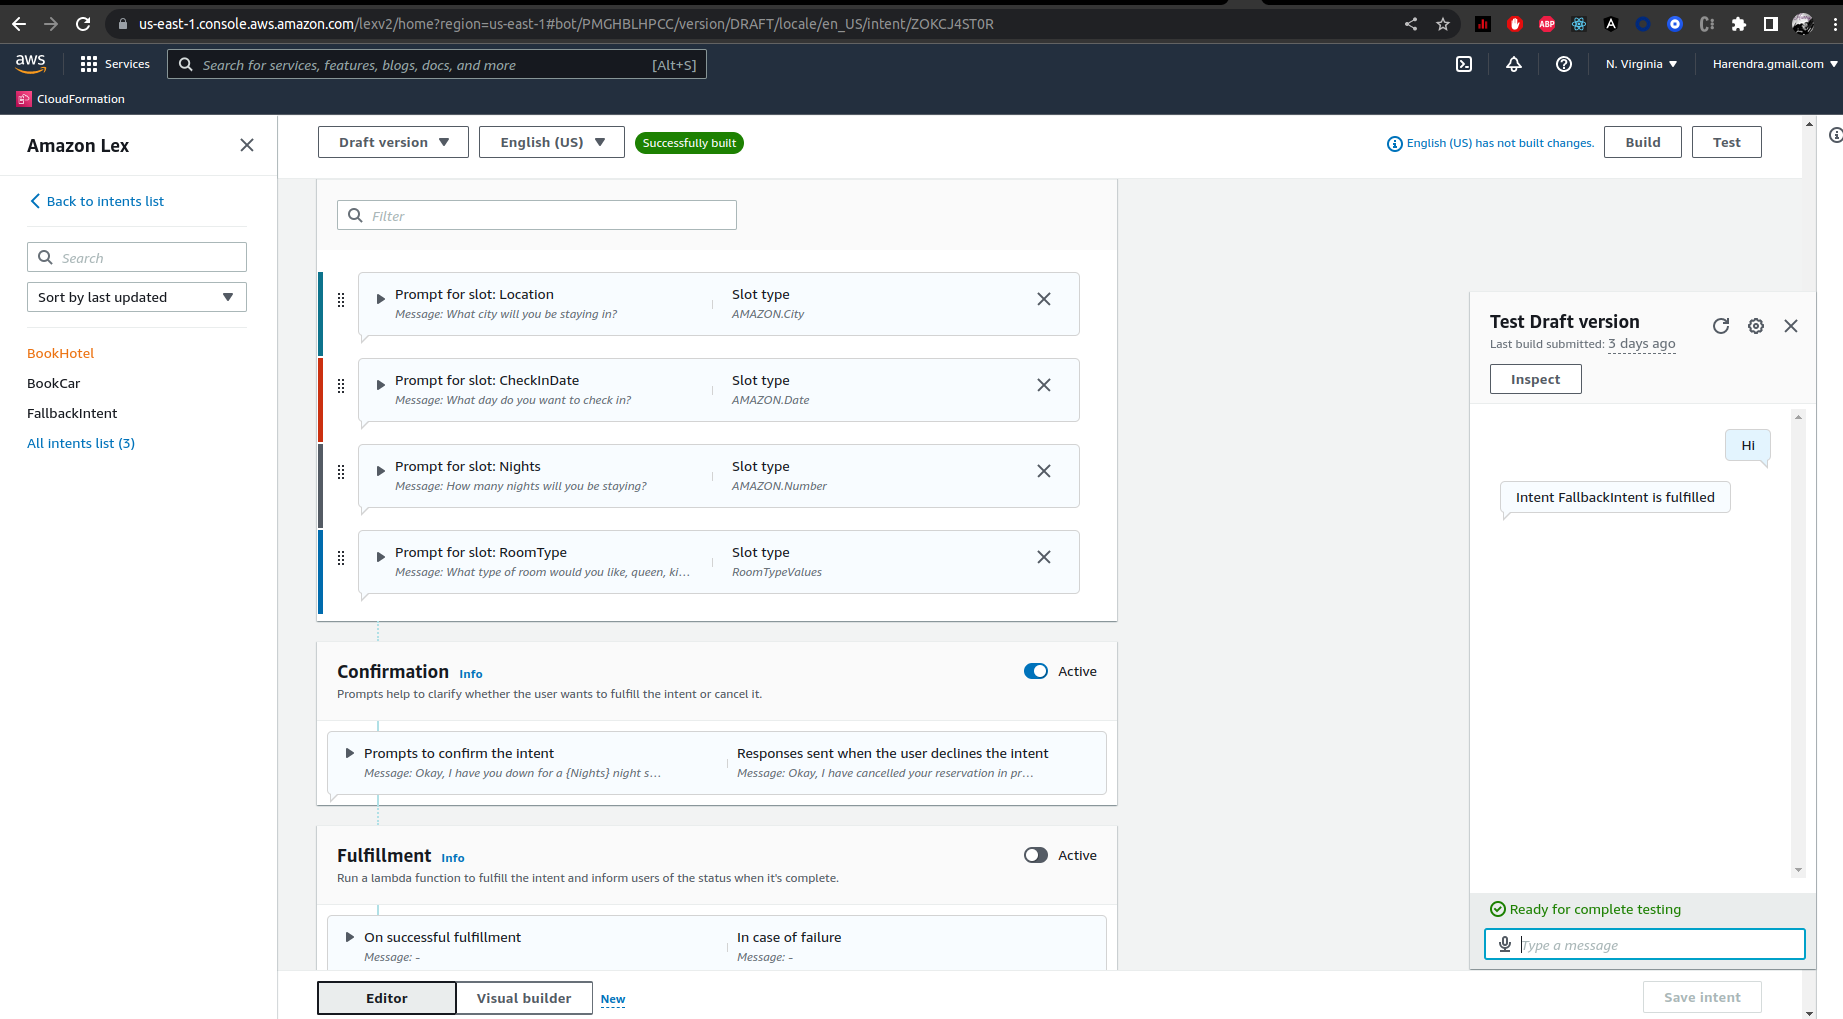 us-east-1.console.aws.amazon.com/lexv2/home?region=us-east-1#bot/PMGHBLHPCC/version/DRAFT/locale/en_US/intent/ZOKCJ4ST0R
ABP
aws
Services
Search for services, features, blogs, docs, and more
[Alt+S]
N. Virginia
Harendra.gmail.com
CloudFormation
Amazon Lex
Draft version
English (US)
Successfully built
English (US) has not built changes.
Build
Test
Back to intents list
Search
Sort by last updated
BookHotel
BookCar
FallbackIntent
All intents list (3)
Filter
Prompt for slot: Location
Message: What city will you be staying in?
Slot type
AMAZON.City
Prompt for slot: CheckInDate
Message: What day do you want to check in?
Slot type
AMAZON.Date
Prompt for slot: Nights
Message: How many nights will you be staying?
Slot type
AMAZON.Number
Prompt for slot: RoomType
Message: What type of room would you like, queen, ki...
Slot type
RoomTypeValues
Confirmation Info
Active
Prompts help to clarify whether the user wants to fulfill the intent or cancel it.
Prompts to confirm the intent
Message: Okay, I have you down for a {Nights} night s...
Responses sent when the user declines the intent
Message: Okay, I have cancelled your reservation in pr...
Fulfillment Info
Active
Run a lambda function to fulfill the intent and inform users of the status when it's complete.
On successful fulfillment
Message: -
In case of failure
Message: -
Editor
Visual builder
New
Save intent
Test Draft version
Last build submitted: 3 days ago
Inspect
Hi
Intent FallbackIntent is fulfilled
Ready for complete testing
Type a message